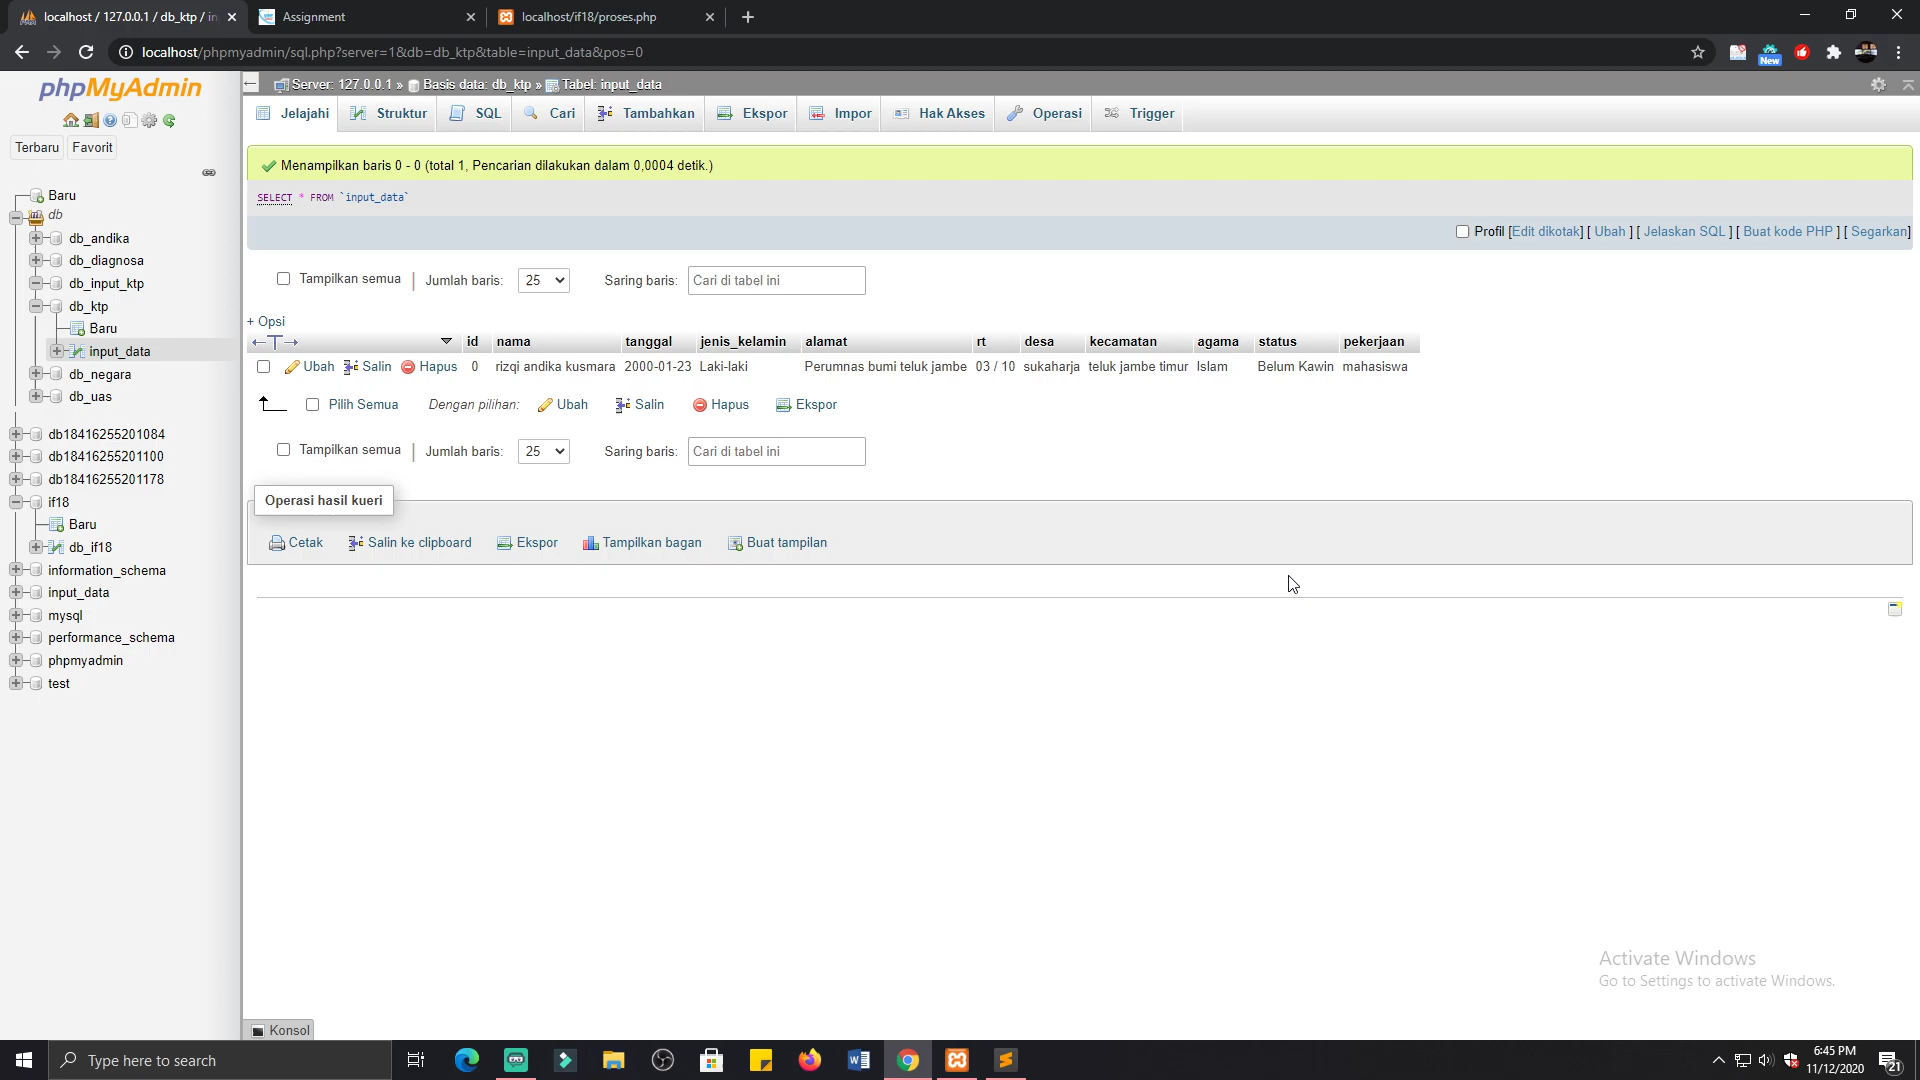 localhost / 127.0.0.1 / db_ktp / in
Assignment
localhost/if18/proses.php
localhost/phpmyadmin/sql.php?server=1&db=db_ktp&table=input_data&pos=0
New
phpMyAdmin
Terbaru
Favorit
Baru
db
db_andika
db_diagnosa
db_input_ktp
db_ktp
Baru
input_data
db_negara
db_uas
db18416255201084
db18416255201100
db18416255201178
if18
Baru
db_if18
information_schema
input_data
mysql
performance_schema
phpmyadmin
test
Server: 127.0.0.1 » Basis data: db_ktp » Tabel: input_data
Jelajahi Struktur SQL Cari Tambahkan Ekspor Impor Hak Akses Operasi Trigger
Menampilkan baris 0 - 0 (total 1, Pencarian dilakukan dalam 0,0004 detik.)
SELECT * FROM `input_data`
Profil [Edit dikotak] [ Ubah ] [ Jelaskan SQL ] [ Buat kode PHP ] [ Segarkan]
Tampilkan semua | Jumlah baris: 25 Saring baris: Cari di tabel ini
+ Opsi
←T→ id nama tanggal jenis_kelamin alamat rt desa kecamatan agama status pekerjaan
Ubah Salin Hapus 0 rizqi andika kusmara 2000-01-23 Laki-laki Perumnas bumi teluk jambe 03 / 10 sukaharja teluk jambe timur Islam Belum Kawin mahasiswa
Pilih Semua Dengan pilihan: Ubah Salin Hapus Ekspor
Tampilkan semua | Jumlah baris: 25 Saring baris: Cari di tabel ini
Operasi hasil kueri
Cetak Salin ke clipboard Ekspor Tampilkan bagan Buat tampilan
Activate Windows
Go to Settings to activate Windows.
Konsol
Type here to search
6:45 PM
11/12/2020
21